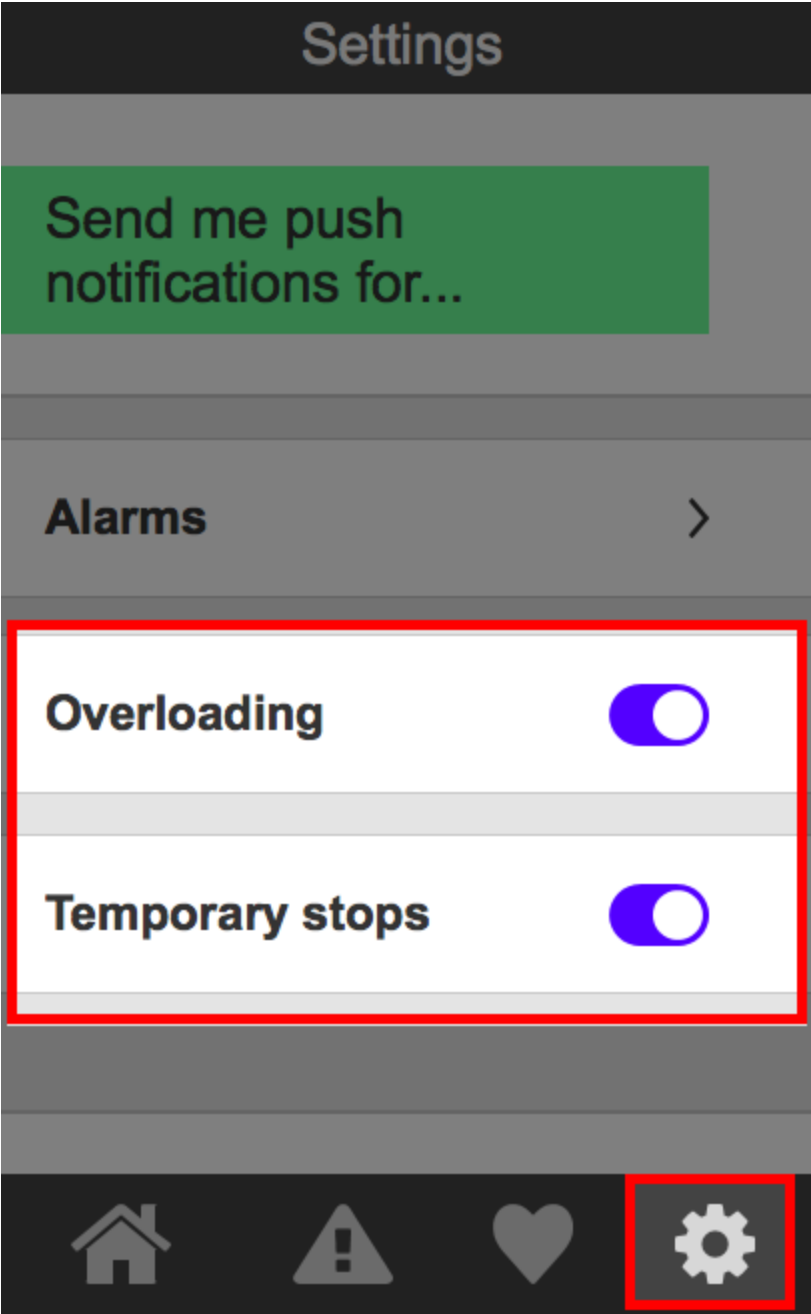 Settings
Send me push
notifications for...
Alarms
Overloading
Temporary stops